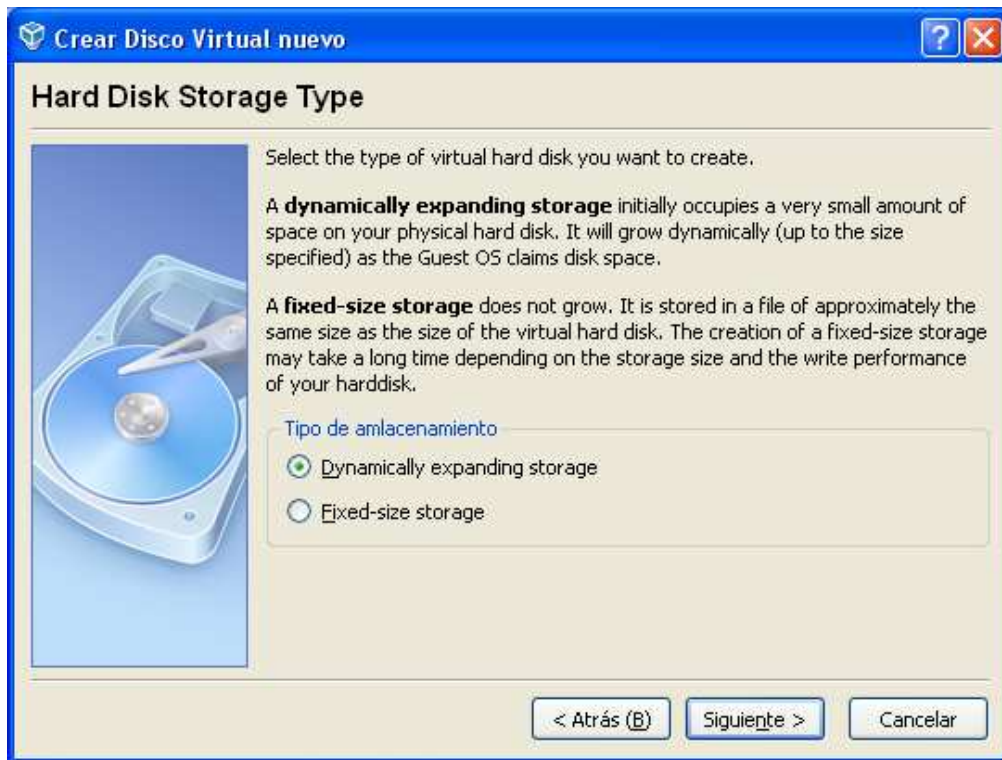 Crear Disco Virtual nuevo
Hard Disk Storage Type
Select the type of virtual hard disk you want to create.
A dynamically expanding storage initially occupies a very small amount of
space on your physical hard disk. It will grow dynamically (up to the size
specified) as the Guest OS claims disk space.
A fixed-size storage does not grow. It is stored in a file of approximately the
same size as the size of the virtual hard disk. The creation of a fixed-size storage
may take a long time depending on the storage size and the write performance
of your harddisk.
Tipo de amlacenamiento
Dynamically expanding storage
Fixed-size storage
< Atrás (B)
Siguiente >
Cancelar